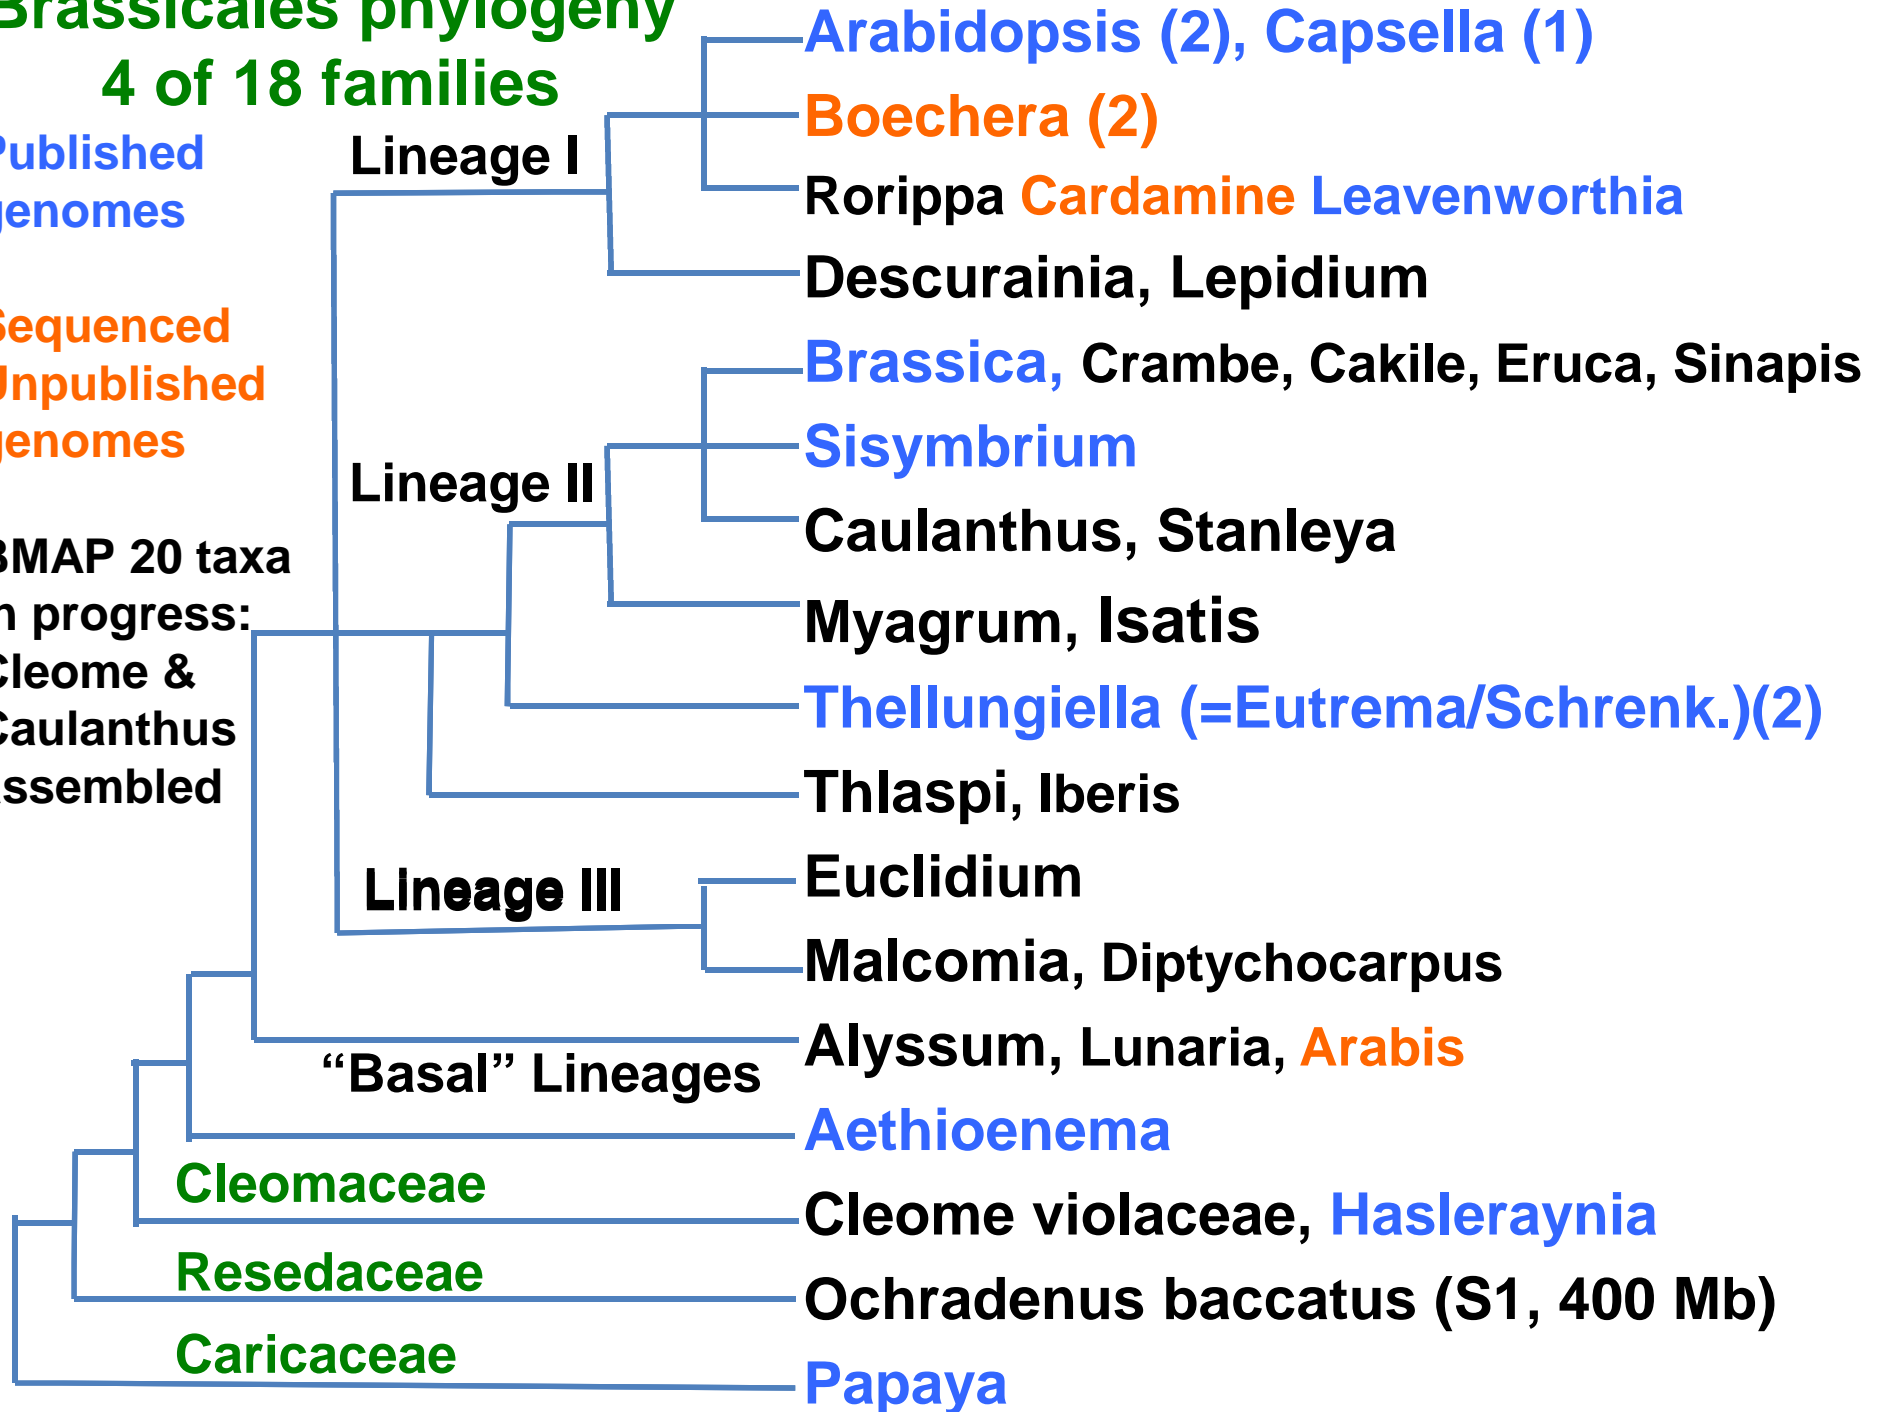 Brassicales phylogeny
4 of 18 families
Published
genomes
Sequenced
Unpublished
genomes
BMAP 20 taxa
in progress:
Cleome &
Caulanthus
assembled
Lineage I
Lineage II
Lineage III
“Basal” Lineages
Cleomaceae
Resedaceae
Caricaceae
Arabidopsis (2), Capsella (1)
Boechera (2)
Rorippa Cardamine Leavenworthia
Descurainia, Lepidium
Brassica, Crambe, Cakile, Eruca, Sinapis
Sisymbrium
Caulanthus, Stanleya
Myagrum, Isatis
Thellungiella (=Eutrema/Schrenk.)(2)
Thlaspi, Iberis
Euclidium
Malcomia, Diptychocarpus
Alyssum, Lunaria, Arabis
Aethioenema
Cleome violaceae, Hasleraynia
Ochradenus baccatus (S1, 400 Mb)
Papaya